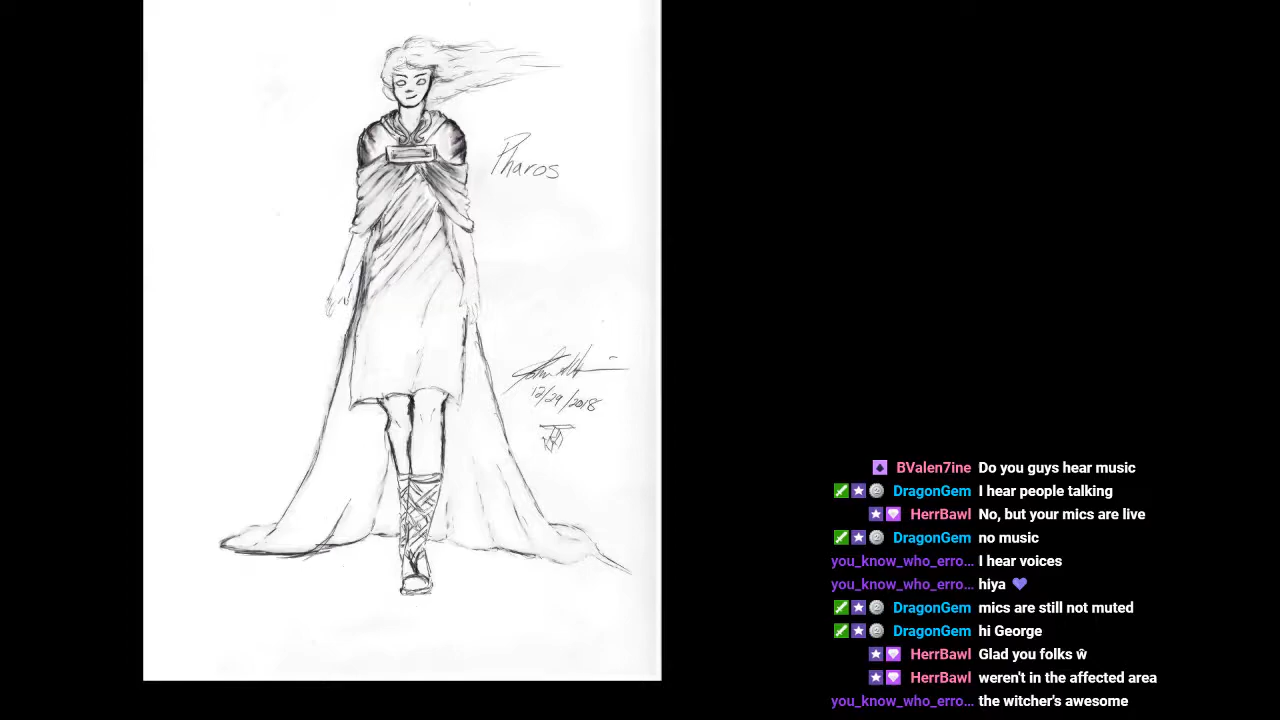 Pharos
12/29/2018
BValen7ine Do you guys hear music
DragonGem I hear people talking
HerrBawl No, but your mics are live
DragonGem no music
you_know_who_erro... I hear voices
you_know_who_erro... hiya 💜
DragonGem mics are still not muted
DragonGem hi George
HerrBawl Glad you folks ŵ
HerrBawl weren't in the affected area
you_know_who_erro... the witcher's awesome